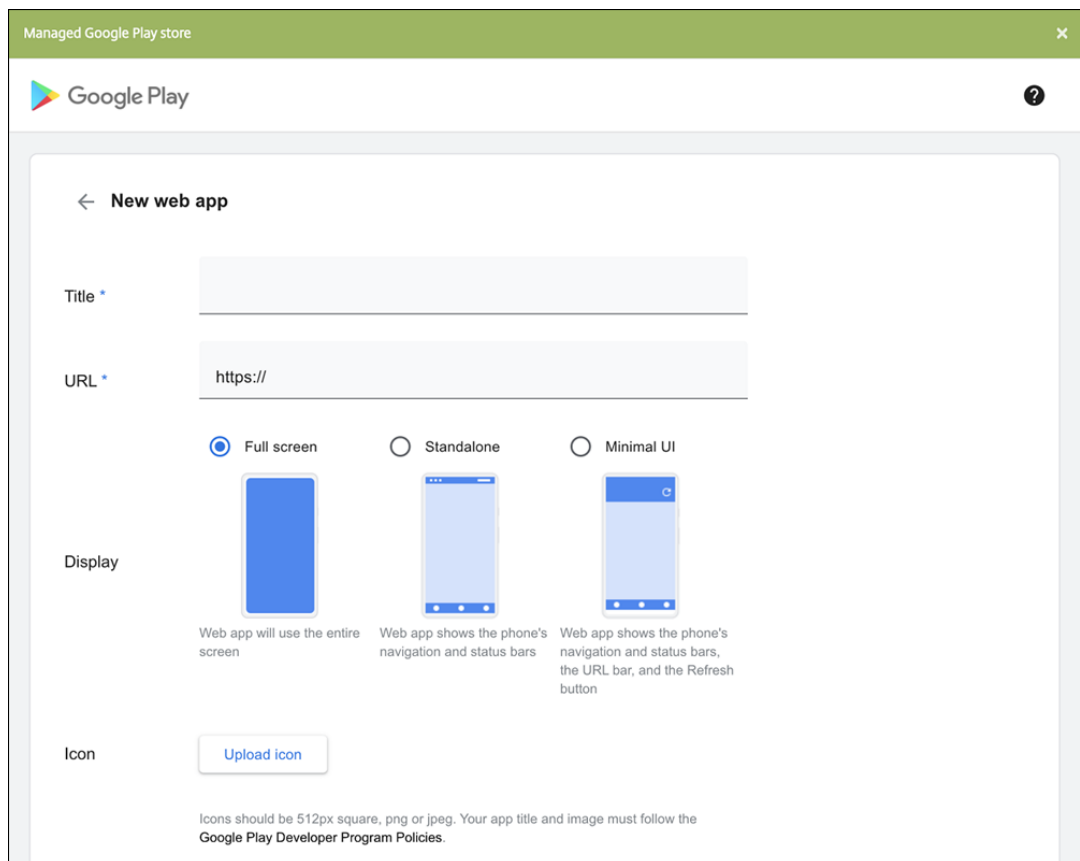 Managed Google Play store
Google Play
New web app
Title *
URL *
https://
Full screen
Standalone
Minimal UI
Display
Web app will use the entire
screen
Web app shows the phone's
navigation and status bars
Web app shows the phone's
navigation and status bars,
the URL bar, and the Refresh
button
Icon
Upload icon
Icons should be 512px square, png or jpeg. Your app title and image must follow the
Google Play Developer Program Policies.